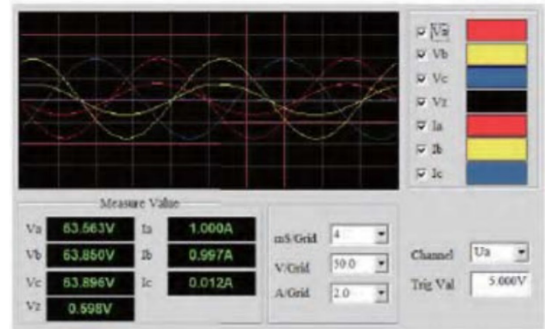 Va
Vb
Vc
Vz
Ia
Ib
Ic
Measure Value
Va 63.563V Ia 1.000A
Vb 63.850V Ib 0.997A
Vc 63.896V Ic 0.012A
Vz 0.598V
mS/Grid 4
V/Grid 50.0
A/Grid 2.0
Channel Ua
Trig Val 5.000V